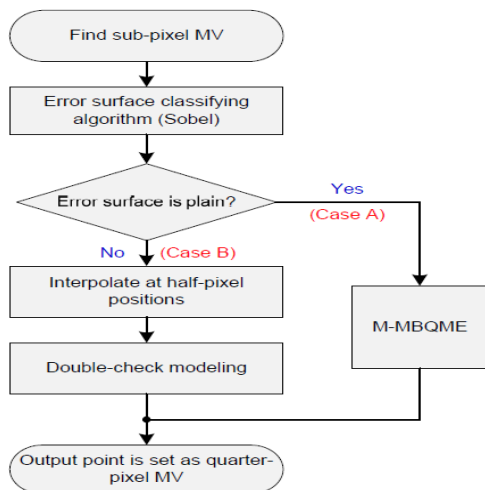 Find sub-pixel MV
Error surface classifying
algorithm (Sobel)
Error surface is plain?
Yes
(Case A)
No (Case B)
Interpolate at half-pixel
positions
M-MBQME
Double-check modeling
Output point is set as quarter-
pixel MV